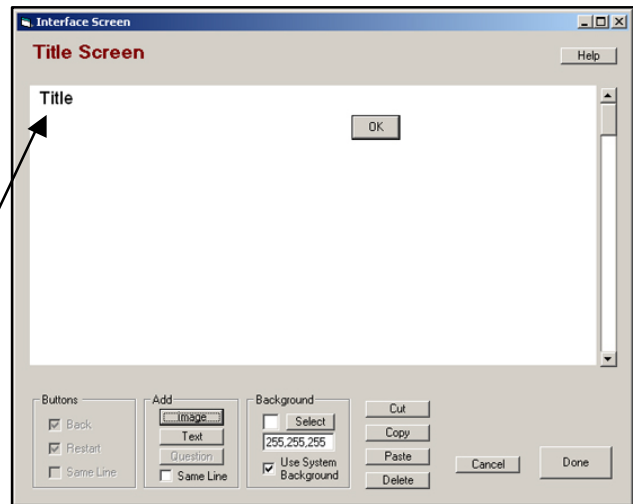 Interface Screen
Title Screen
Help
Title
OK
Buttons
Back
Restart
Same Line
Add
Image
Text
Question
Same Line
Background
Select
255,255,255
Use System
Background
Cut
Copy
Paste
Delete
Cancel
Done